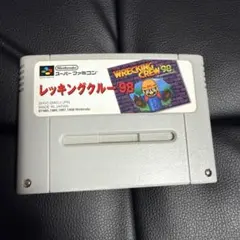 Nintendo
スーパーファミコン
レッキングクルー'98
WRECKING CREW '98
MADE IN JAPAN